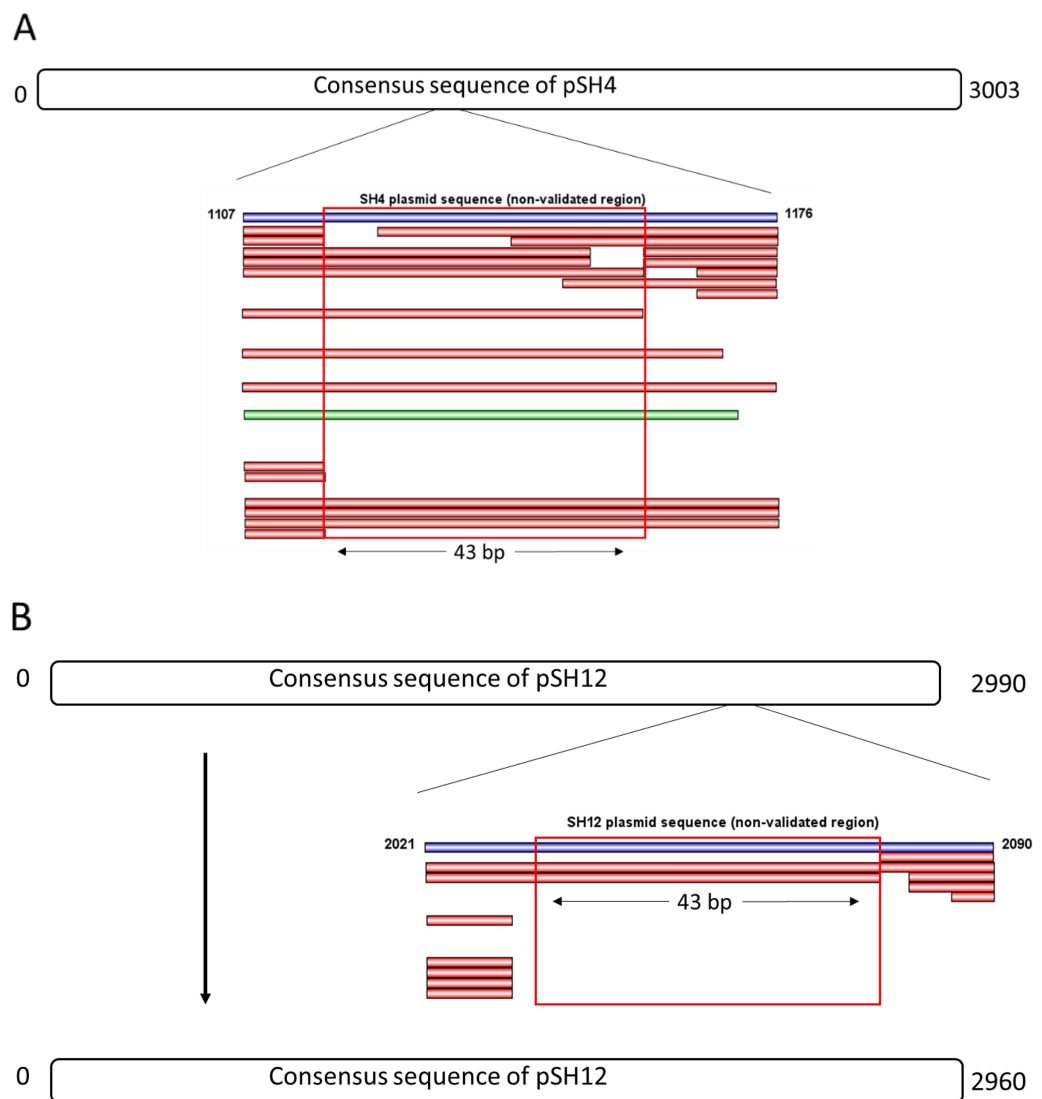 A
Consensus sequence of pSH4
0
3003
SH4 plasmid sequence (non-validated region)
1107
1176
43 bp
B
Consensus sequence of pSH12
0
2990
SH12 plasmid sequence (non-validated region)
2021
2090
43 bp
0
Consensus sequence of pSH12
2960